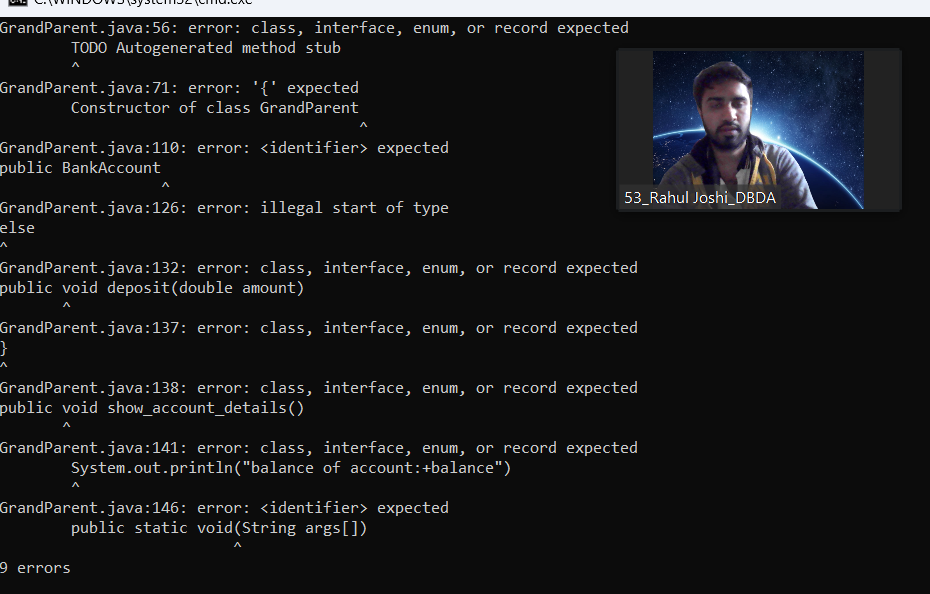 C:\WINDOWS\system32\cmd.exe
GrandParent.java:56: error: class, interface, enum, or record expected
TODO Autogenerated method stub
^
GrandParent.java:71: error: '{' expected
Constructor of class GrandParent
^
GrandParent.java:110: error: <identifier> expected
public BankAccount
^
GrandParent.java:126: error: illegal start of type
else
^
GrandParent.java:132: error: class, interface, enum, or record expected
public void deposit(double amount)
^
GrandParent.java:137: error: class, interface, enum, or record expected
}
^
GrandParent.java:138: error: class, interface, enum, or record expected
public void show_account_details()
^
GrandParent.java:141: error: class, interface, enum, or record expected
System.out.println("balance of account:+balance")
^
GrandParent.java:146: error: <identifier> expected
public static void(String args[])
^
9 errors
53_Rahul Joshi_DBDA